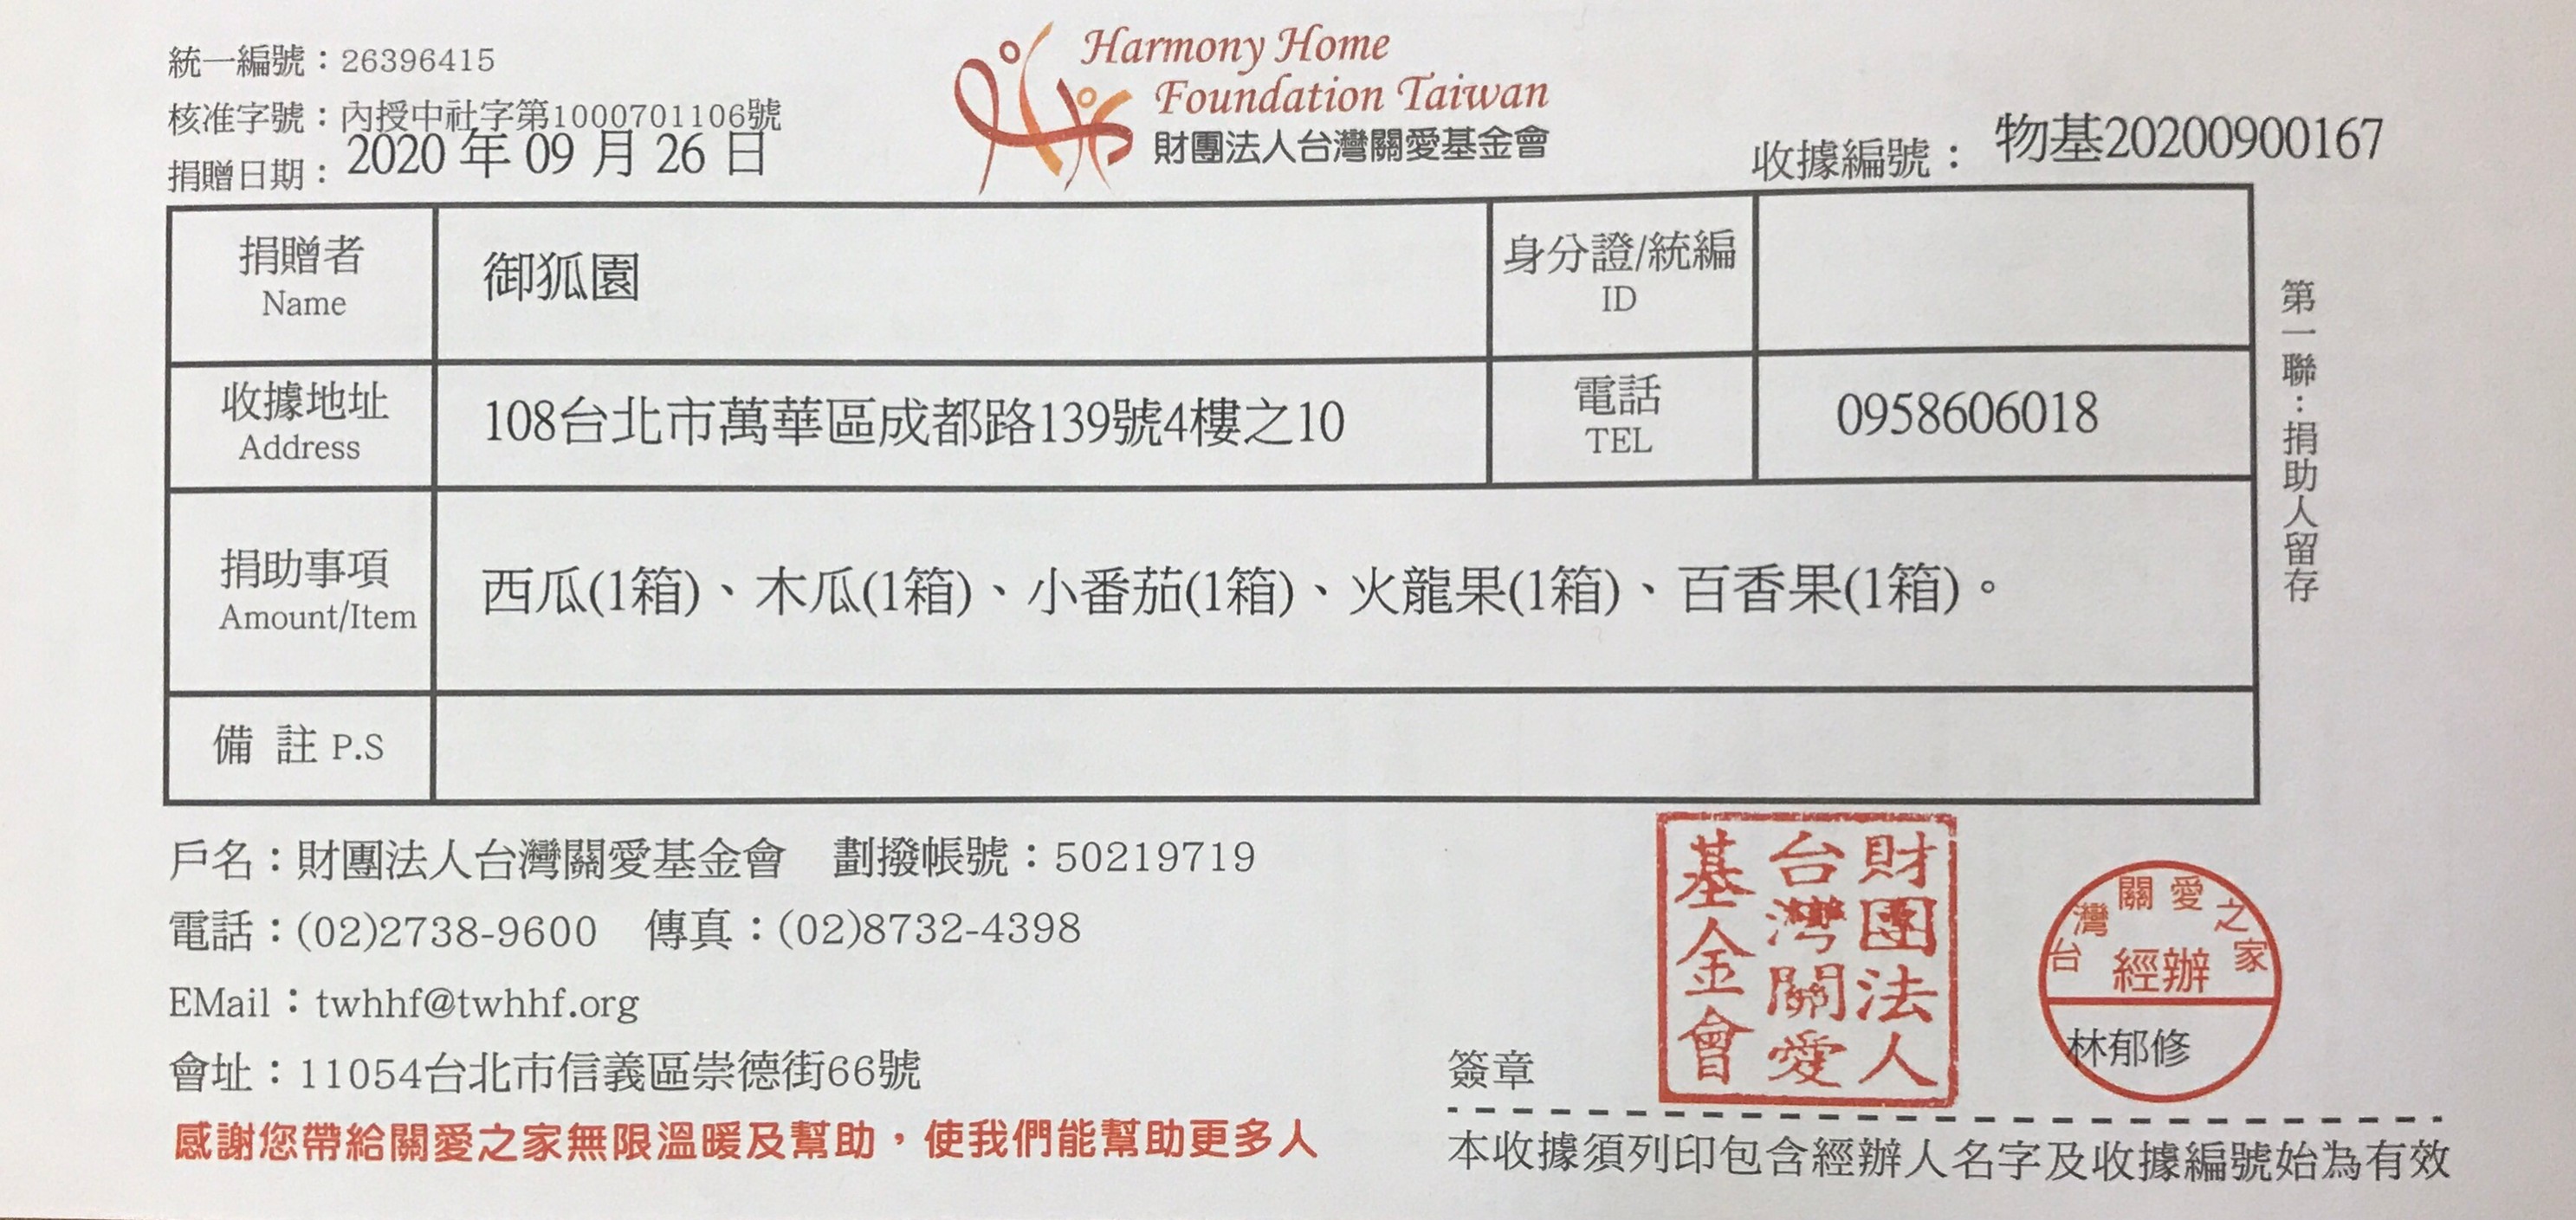 統一編號：26396415
核准字號：內授中社字第1000701106號
捐贈日期：2020 年 09 月 26 日
Harmony Home
Foundation Taiwan
財團法人台灣關愛基金會
收據編號：物基20200900167
捐贈者
Name
御狐園
身分證/統編
ID
收據地址
Address
108台北市萬華區成都路139號4樓之10
電話
TEL
0958606018
捐助事項
Amount/Item
西瓜(1箱)、木瓜(1箱)、小番茄(1箱)、火龍果(1箱)、百香果(1箱)。
備 註 P.S
第一聯：捐助人留存
戶名：財團法人台灣關愛基金會 劃撥帳號：50219719
電話：(02)2738-9600 傳真：(02)8732-4398
EMail：twhhf@twhhf.org
會址：11054台北市信義區崇德街66號
感謝您帶給關愛之家無限溫暖及幫助，使我們能幫助更多人
簽章
財團法人
台灣關愛
基金會
台灣關愛之家
經辦
林郁修
本收據須列印包含經辦人名字及收據編號始為有效